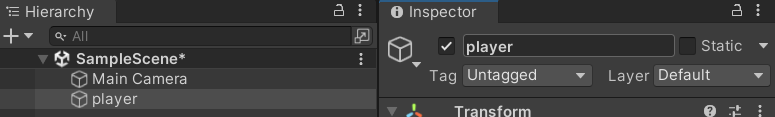 Hierarchy
All
SampleScene*
Main Camera
player
Inspector
player
Static
Tag Untagged Layer Default
Transform